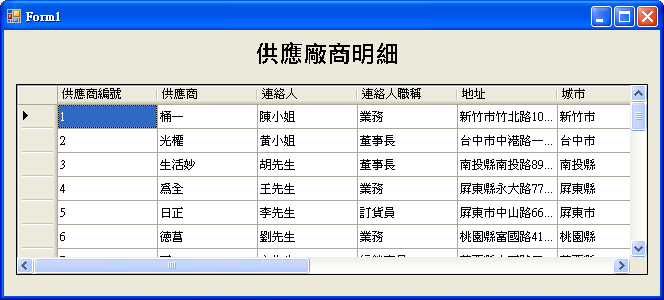 Form1
供應廠商明細
供應商編號 供應商 連絡人 連絡人職稱 地址 城市
1 桶一 陳小姐 業務 新竹市竹北路10... 新竹市
2 光櫂 黃小姐 董事長 台中市中港路一... 台中市
3 生活妙 胡先生 董事長 南投縣南投路89... 南投縣
4 為全 王先生 業務 屏東縣永大路77... 屏東縣
5 日正 李先生 訂貨員 屏東市中山路66... 屏東市
6 德菖 劉先生 業務 桃園縣富國路41... 桃園縣